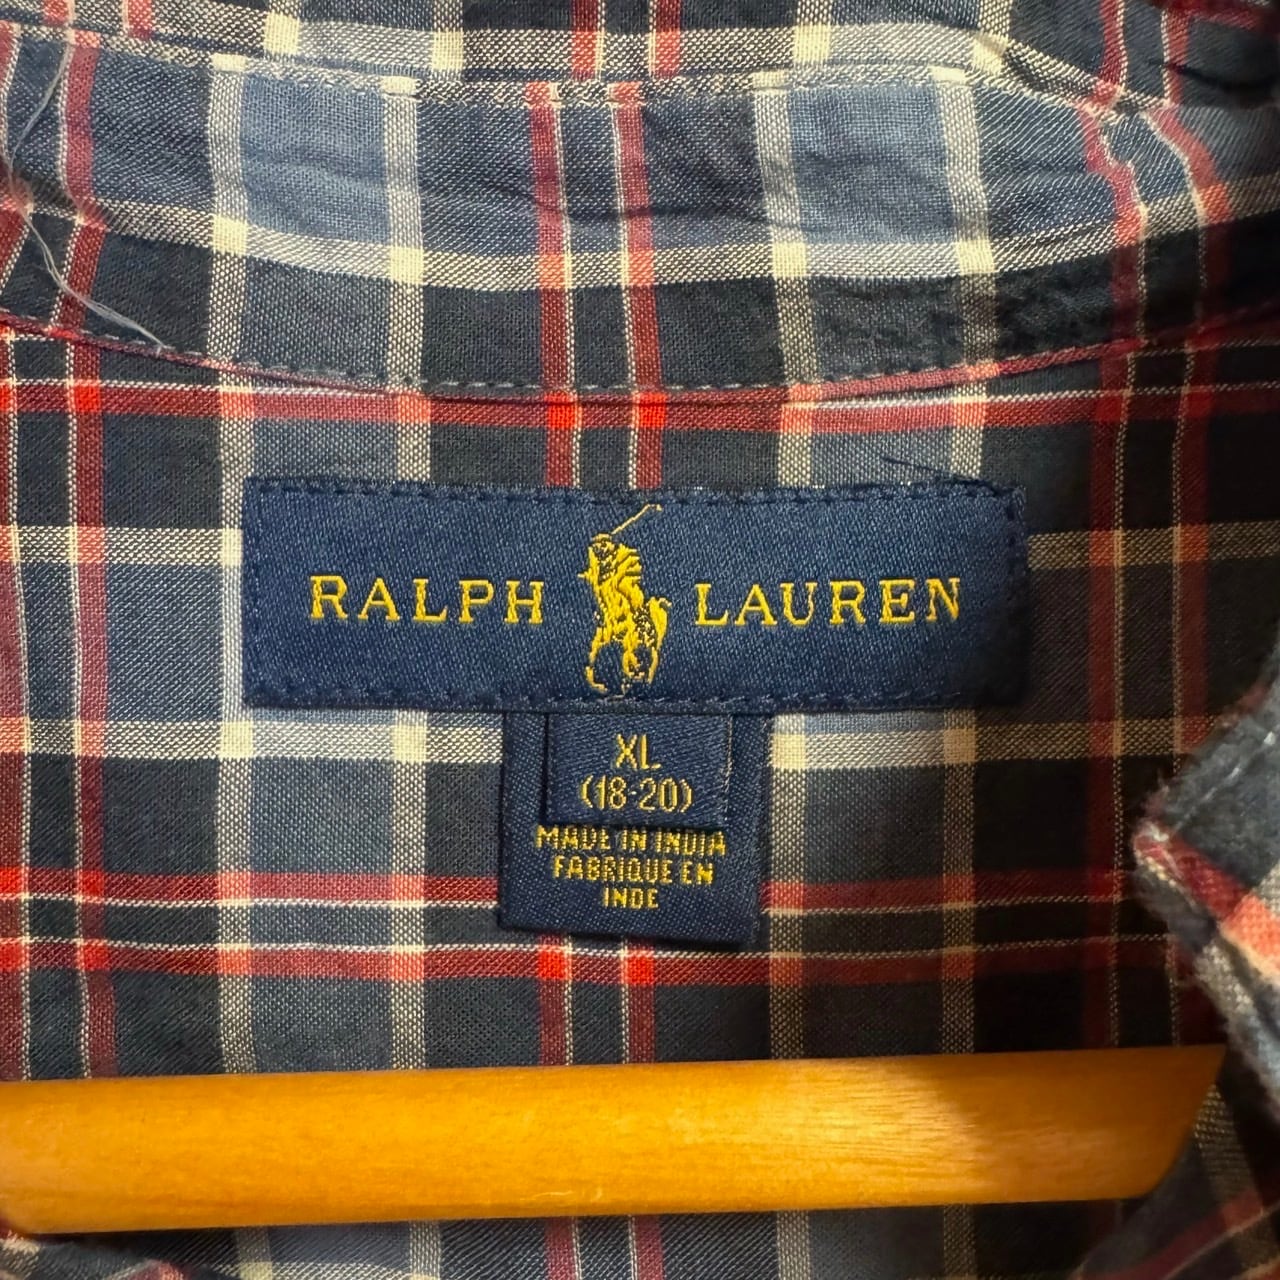 RALPH LAUREN
XL
(18-20)
MADE IN INDIA
FABRIQUE EN
INDE